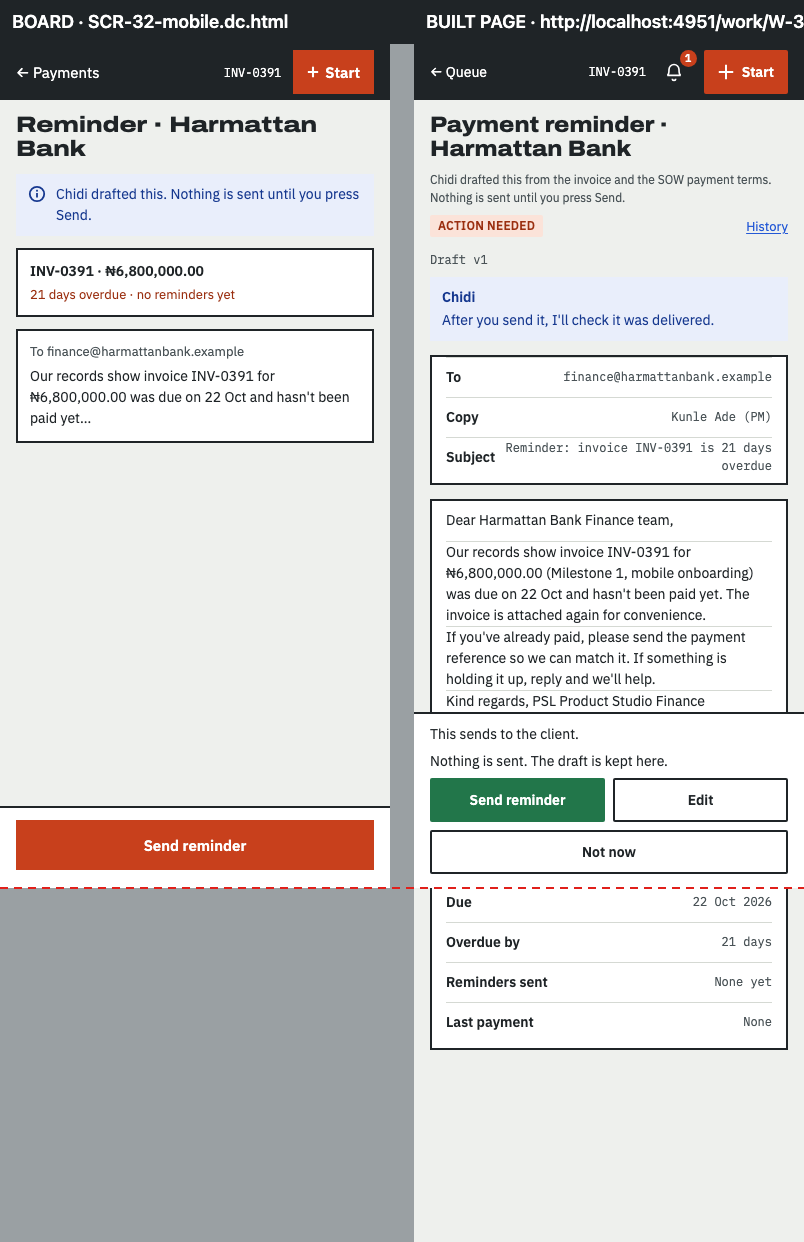 BOARD · SCR-32-mobile.dc.html
← Payments
INV-0391
+ Start
Reminder · Harmattan
Bank
Chidi drafted this. Nothing is sent until you press
Send.
INV-0391 · ₦6,800,000.00
21 days overdue · no reminders yet
To finance@harmattanbank.example
Our records show invoice INV-0391 for
₦6,800,000.00 was due on 22 Oct and hasn't been
paid yet...
Send reminder
BUILT PAGE · http://localhost:4951/work/W-3
← Queue
INV-0391
1
+ Start
Payment reminder ·
Harmattan Bank
Chidi drafted this from the invoice and the SOW payment terms.
Nothing is sent until you press Send.
ACTION NEEDED
History
Draft v1
Chidi
After you send it, I'll check it was delivered.
To
finance@harmattanbank.example
Copy
Kunle Ade (PM)
Subject
Reminder: invoice INV-0391 is 21 days
overdue
Dear Harmattan Bank Finance team,
Our records show invoice INV-0391 for
₦6,800,000.00 (Milestone 1, mobile onboarding)
was due on 22 Oct and hasn't been paid yet. The
invoice is attached again for convenience.
If you've already paid, please send the payment
reference so we can match it. If something is
holding it up, reply and we'll help.
Kind regards, PSL Product Studio Finance
This sends to the client.
Nothing is sent. The draft is kept here.
Send reminder
Edit
Not now
Due
22 Oct 2026
Overdue by
21 days
Reminders sent
None yet
Last payment
None